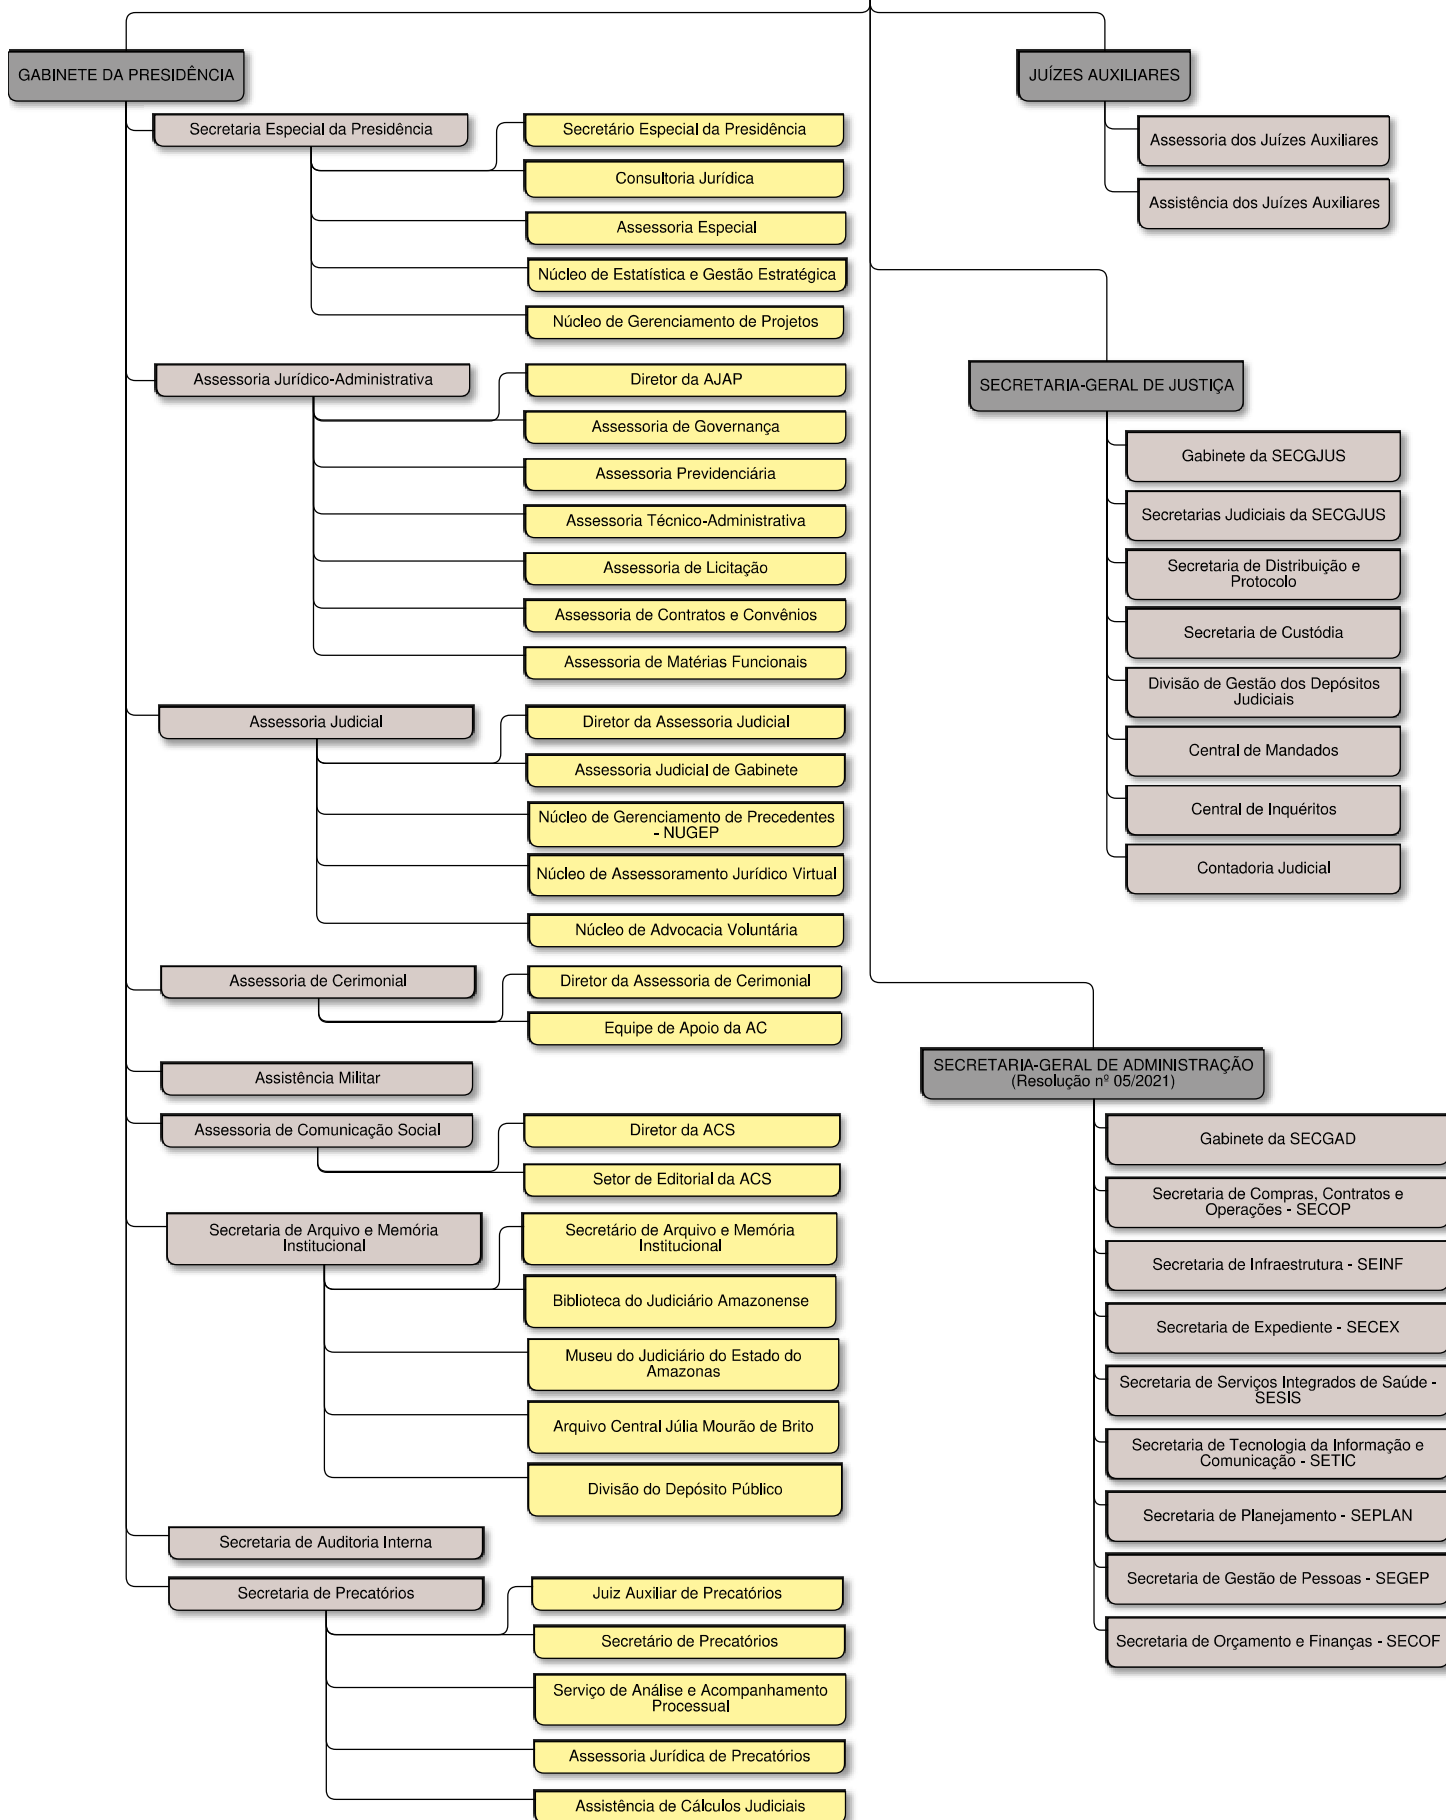 GABINETE DA PRESIDÊNCIA
Secretaria Especial da Presidência
Secretário Especial da Presidência
Consultoria Jurídica
Assessoria Especial
Núcleo de Estatística e Gestão Estratégica
Núcleo de Gerenciamento de Projetos
Assessoria Jurídico-Administrativa
Diretor da AJAP
Assessoria de Governança
Assessoria Previdenciária
Assessoria Técnico-Administrativa
Assessoria de Licitação
Assessoria de Contratos e Convênios
Assessoria de Matérias Funcionais
Assessoria Judicial
Diretor da Assessoria Judicial
Assessoria Judicial de Gabinete
Núcleo de Gerenciamento de Precedentes
- NUGEP
Núcleo de Assessoramento Jurídico Virtual
Núcleo de Advocacia Voluntária
Assessoria de Cerimonial
Diretor da Assessoria de Cerimonial
Equipe de Apoio da AC
Assistência Militar
Assessoria de Comunicação Social
Diretor da ACS
Setor de Editorial da ACS
Secretaria de Arquivo e Memória
Institucional
Secretário de Arquivo e Memória
Institucional
Biblioteca do Judiciário Amazonense
Museu do Judiciário do Estado do
Amazonas
Arquivo Central Júlia Mourão de Brito
Divisão do Depósito Público
Secretaria de Auditoria Interna
Secretaria de Precatórios
Juiz Auxiliar de Precatórios
Secretário de Precatórios
Serviço de Análise e Acompanhamento
Processual
Assessoria Jurídica de Precatórios
Assistência de Cálculos Judiciais
JUÍZES AUXILIARES
Assessoria dos Juízes Auxiliares
Assistência dos Juízes Auxiliares
SECRETARIA-GERAL DE JUSTIÇA
Gabinete da SECGJUS
Secretarias Judiciais da SECGJUS
Secretaria de Distribuição e
Protocolo
Secretaria de Custódia
Divisão de Gestão dos Depósitos
Judiciais
Central de Mandados
Central de Inquéritos
Contadoria Judicial
SECRETARIA-GERAL DE ADMINISTRAÇÃO
(Resolução nº 05/2021)
Gabinete da SECGAD
Secretaria de Compras, Contratos e
Operações - SECOP
Secretaria de Infraestrutura - SEINF
Secretaria de Expediente - SECEX
Secretaria de Serviços Integrados de Saúde -
SESIS
Secretaria de Tecnologia da Informação e
Comunicação - SETIC
Secretaria de Planejamento - SEPLAN
Secretaria de Gestão de Pessoas - SEGEP
Secretaria de Orçamento e Finanças - SECOF